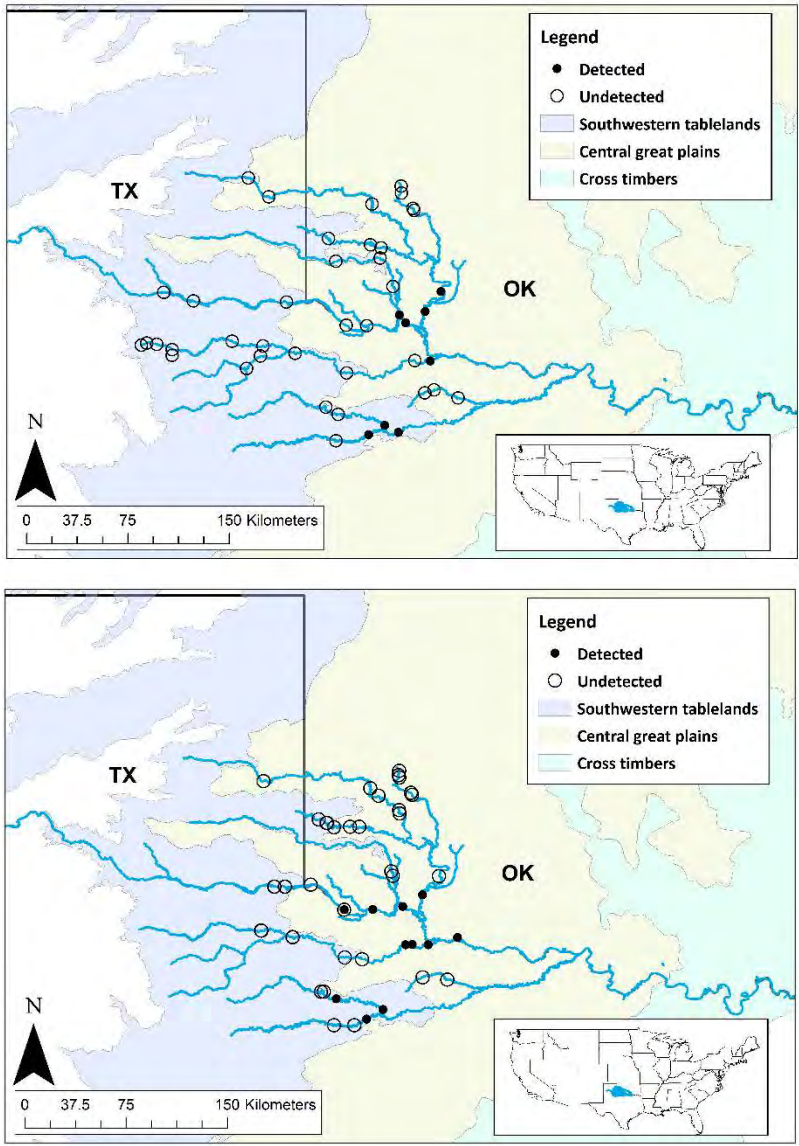 Legend
Detected
Undetected
Southwestern tablelands
Central great plains
Cross timbers
TX
OK
N
0 37.5 75 150 Kilometers
Legend
Detected
Undetected
Southwestern tablelands
Central great plains
Cross timbers
TX
OK
N
0 37.5 75 150 Kilometers